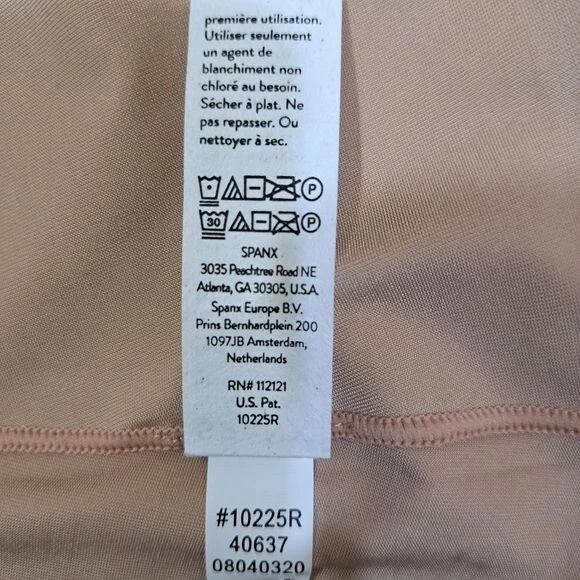 première utilisation.
Utiliser seulement
un agent de
blanchiment non
chloré au besoin.
Sécher à plat. Ne
pas repasser. Ou
nettoyer à sec.
P
30 P
SPANX
3035 Peachtree Road NE
Atlanta, GA 30305, U.S.A.
Spanx Europe B.V.
Prins Bernhardplein 200
1097JB Amsterdam,
Netherlands
RN# 112121
U.S. Pat.
10225R
#10225R
40637
08040320